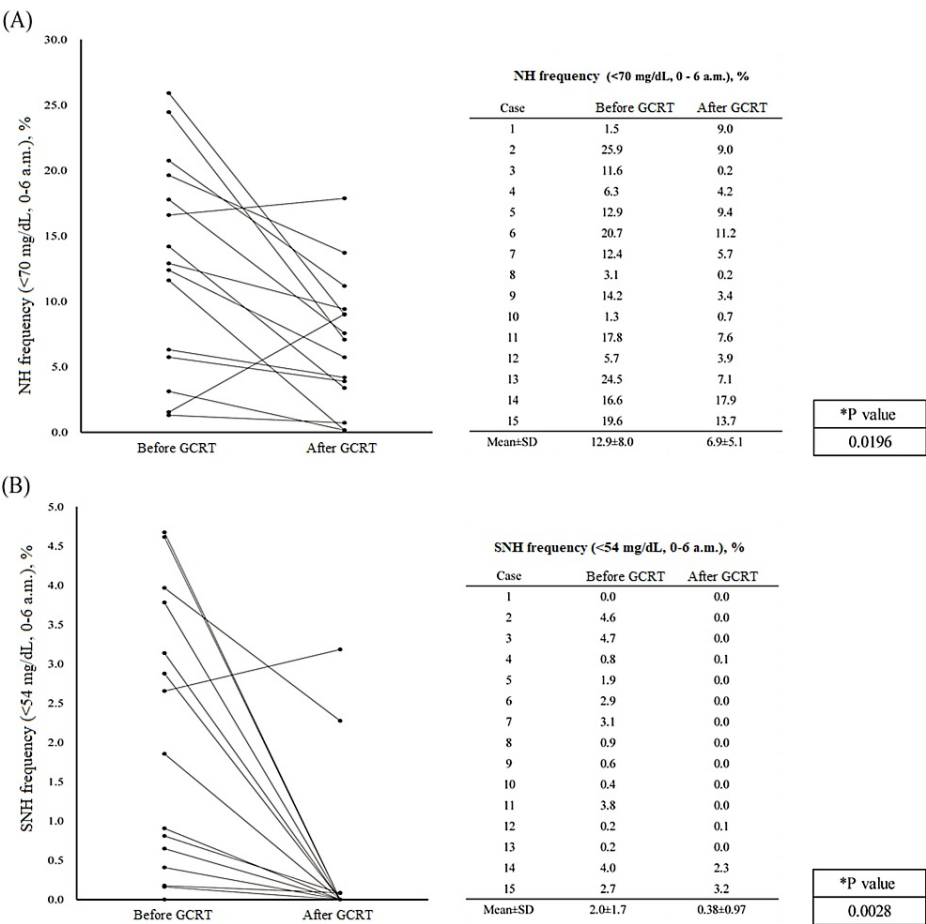 (A)
NH frequency (<70 mg/dL, 0-6 a.m.), %
30.0
25.0
20.0
15.0
10.0
5.0
0.0
Before GCRT After GCRT
NH frequency (<70 mg/dL, 0 - 6 a.m.), %
Case Before GCRT After GCRT
1 1.5 9.0
2 25.9 9.0
3 11.6 0.2
4 6.3 4.2
5 12.9 9.4
6 20.7 11.2
7 12.4 5.7
8 3.1 0.2
9 14.2 3.4
10 1.3 0.7
11 17.8 7.6
12 5.7 3.9
13 24.5 7.1
14 16.6 17.9
15 19.6 13.7
Mean±SD 12.9±8.0 6.9±5.1
*P value
0.0196
(B)
SNH frequency (<54 mg/dL, 0-6 a.m.), %
5.0
4.5
4.0
3.5
3.0
2.5
2.0
1.5
1.0
0.5
0.0
Before GCRT After GCRT
SNH frequency (<54 mg/dL, 0-6 a.m.), %
Case Before GCRT After GCRT
1 0.0 0.0
2 4.6 0.0
3 4.7 0.0
4 0.8 0.1
5 1.9 0.0
6 2.9 0.0
7 3.1 0.0
8 0.9 0.0
9 0.6 0.0
10 0.4 0.0
11 3.8 0.0
12 0.2 0.1
13 0.2 0.0
14 4.0 2.3
15 2.7 3.2
Mean±SD 2.0±1.7 0.38±0.97
*P value
0.0028